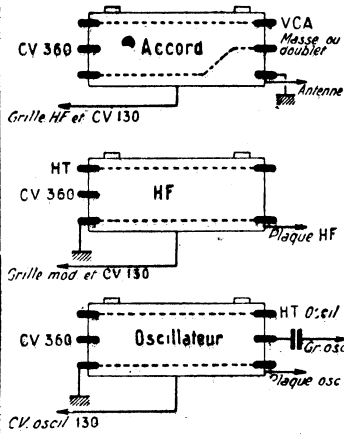 VCA
CV 360
Accord
Masse ou
doublet
Antenne
Grille HF et CV 130
HT
CV 360
HF
Plaque HF
Grille mod et CV 130
HT Oscil
CV 360
Oscillateur
Gr. osc
Plaque osc
CV. oscil 130